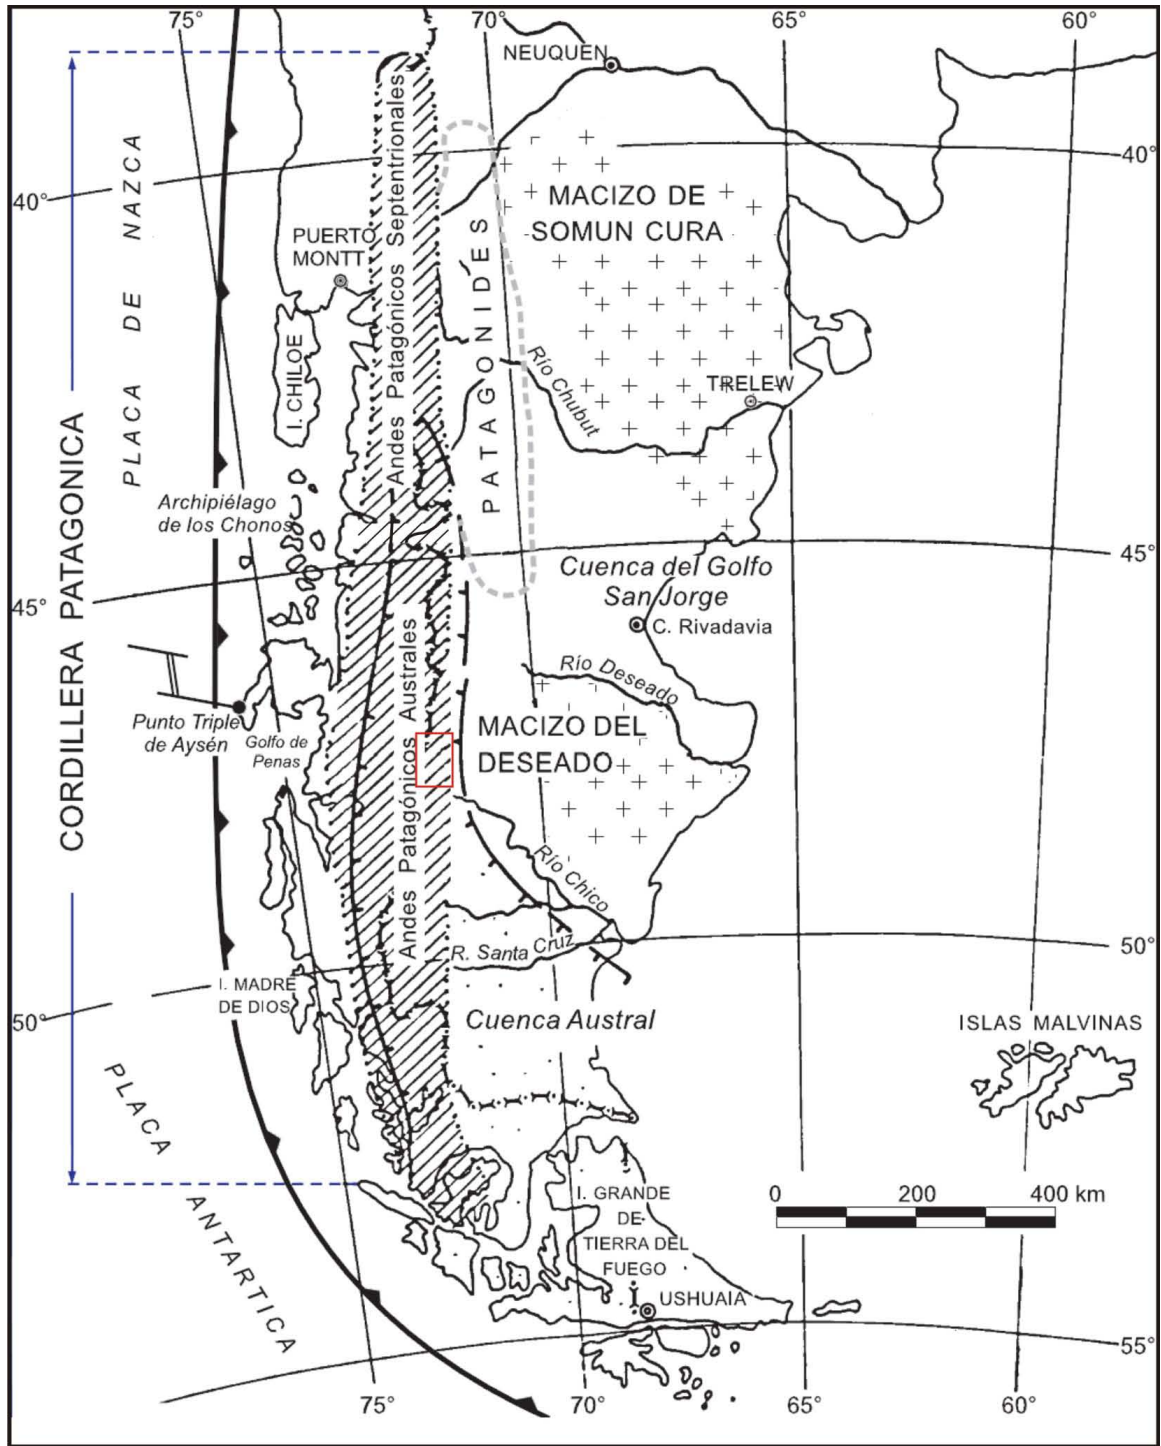 75°
70°
65°
60°
NEUQUEN
40°
40°
PLACA DE NAZCA
Andes Patagónicos Septentrionales
MACIZO DE
SOMUN CURA
PUERTO
MONTT
PATAGONIDES
I. CHILOE
Río Chubut
TRELEW
CORDILLERA PATAGONICA
Archipiélago
de los Chonos
45°
45°
Cuenca del Golfo
San Jorge
C. Rivadavia
Andes Patagónicos Australes
Río Deseado
Punto Triple
de Aysén
Golfo de
Penas
MACIZO DEL
DESEADO
Río Chico
R. Santa Cruz
50°
50°
I. MADRE
DE DIOS
Cuenca Austral
ISLAS MALVINAS
PLACA ANTARTICA
I. GRANDE
DE
TIERRA DEL
FUEGO
0 200 400 km
USHUAIA
55°
75°
70°
65°
60°